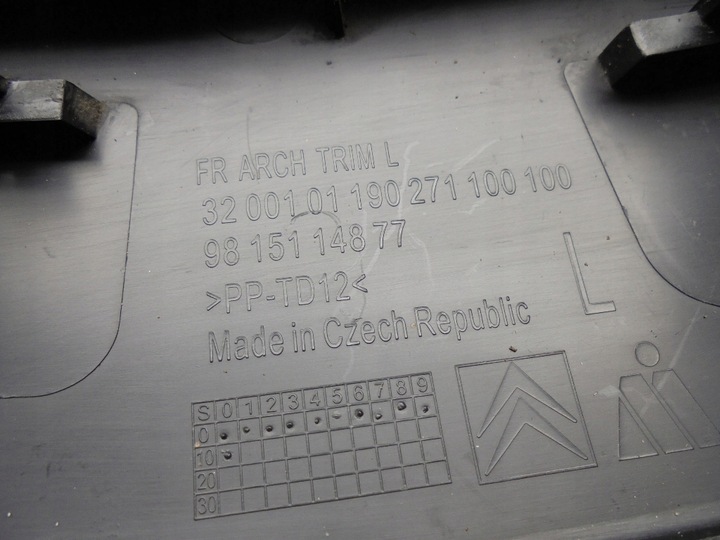 FR ARCH TRIM L
32 001 01 190 271 100 100
98 151 148 77
>PP-TD12<
Made in Czech Republic
L
S 0 1 2 3 4 5 6 7 8 9
0
10
20
30